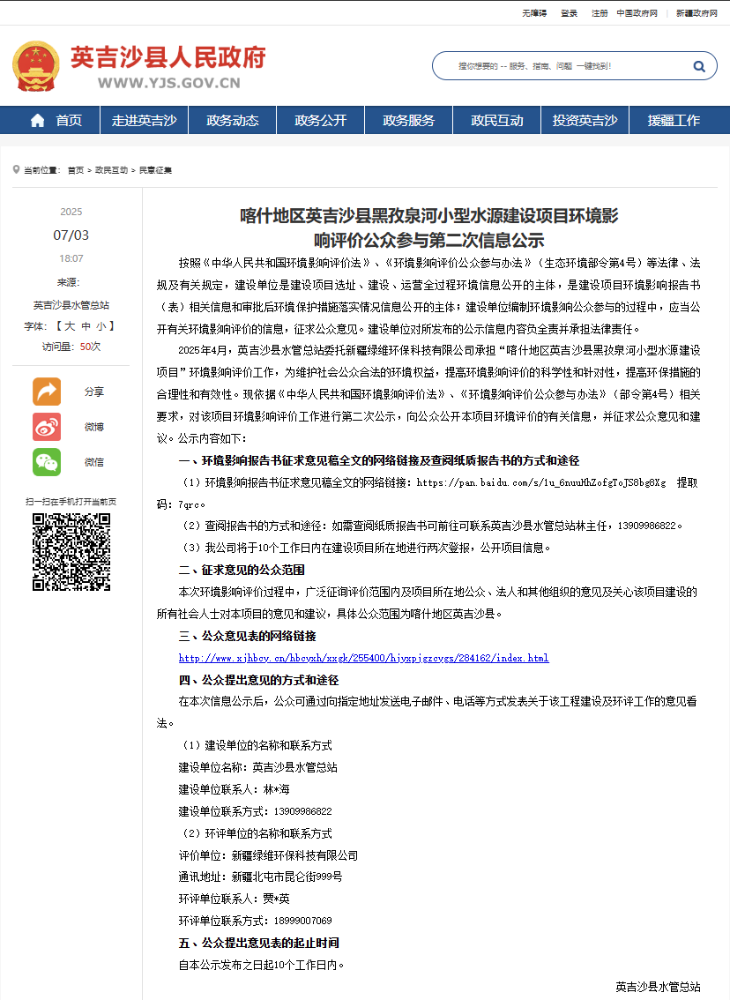 无障碍 登录 注册 中国政府网 | 新疆政府网
英吉沙县人民政府
WWW.YJS.GOV.CN
搜你想要的 -- 服务、指南、问题 一键找到！
首页 走进英吉沙 政务动态 政务公开 政务服务 政民互动 投资英吉沙 援疆工作
当前位置： 首页 > 政民互动 > 民意征集
2025
07/03
18:07
来源：
英吉沙县水管总站
字体：【 大 中 小 】
访问量：50次
分享
微博
微信
扫一扫在手机打开当前页
喀什地区英吉沙县黑孜泉河小型水源建设项目环境影
响评价公众参与第二次信息公示
按照《中华人民共和国环境影响评价法》、《环境影响评价公众参与办法》（生态环境部令第4号）等法律、法
规及有关规定，建设单位是建设项目选址、建设、运营全过程环境信息公开的主体，是建设项目环境影响报告书
（表）相关信息和审批后环境保护措施落实情况信息公开的主体；建设单位编制环境影响公众参与的过程中，应当公
开有关环境影响评价的信息，征求公众意见。建设单位对所发布的公示信息内容负全责并承担法律责任。
2025年4月，英吉沙县水管总站委托新疆绿维环保科技有限公司承担“喀什地区英吉沙县黑孜泉河小型水源建设
项目”环境影响评价工作，为维护社会公众合法的环境权益，提高环境影响评价的科学性和针对性，提高环保措施的
合理性和有效性。现依据《中华人民共和国环境影响评价法》、《环境影响评价公众参与办法》（部令第4号）相关
要求，对该项目环境影响评价工作进行第二次公示，向公众公开本项目环境评价的有关信息，并征求公众意见和建
议。公示内容如下：
一、环境影响报告书征求意见稿全文的网络链接及查阅纸质报告书的方式和途径
（1）环境影响报告书征求意见稿全文的网络链接：https://pan.baidu.com/s/1u_6nuuHhZofgToJS8bg8Xg 提取
码：7qrc。
（2）查阅报告书的方式和途径：如需查阅纸质报告书可前往可联系英吉沙县水管总站林主任，13909986822。
（3）我公司将于10个工作日内在建设项目所在地进行两次登报，公开项目信息。
二、征求意见的公众范围
本次环境影响评价过程中，广泛征询评价范围内及项目所在地公众、法人和其他组织的意见及关心该项目建设的
所有社会人士对本项目的意见和建议，具体公众范围为喀什地区英吉沙县。
三、公众意见表的网络链接
http://www.xjhbcy.cn/hbcyxh/xxgk/255400/hjyxpjgzcygs/284162/index.html
四、公众提出意见的方式和途径
在本次信息公示后，公众可通过向指定地址发送电子邮件、电话等方式发表关于该工程建设及环评工作的意见看
法。
（1）建设单位的名称和联系方式
建设单位名称：英吉沙县水管总站
建设单位联系人：林*海
建设单位联系方式：13909986822
（2）环评单位的名称和联系方式
评价单位：新疆绿维环保科技有限公司
通讯地址：新疆北屯市昆仑街999号
环评单位联系人：贾*英
环评单位联系方式：18999007069
五、公众提出意见表的起止时间
自本公示发布之日起10个工作日内。
英吉沙县水管总站